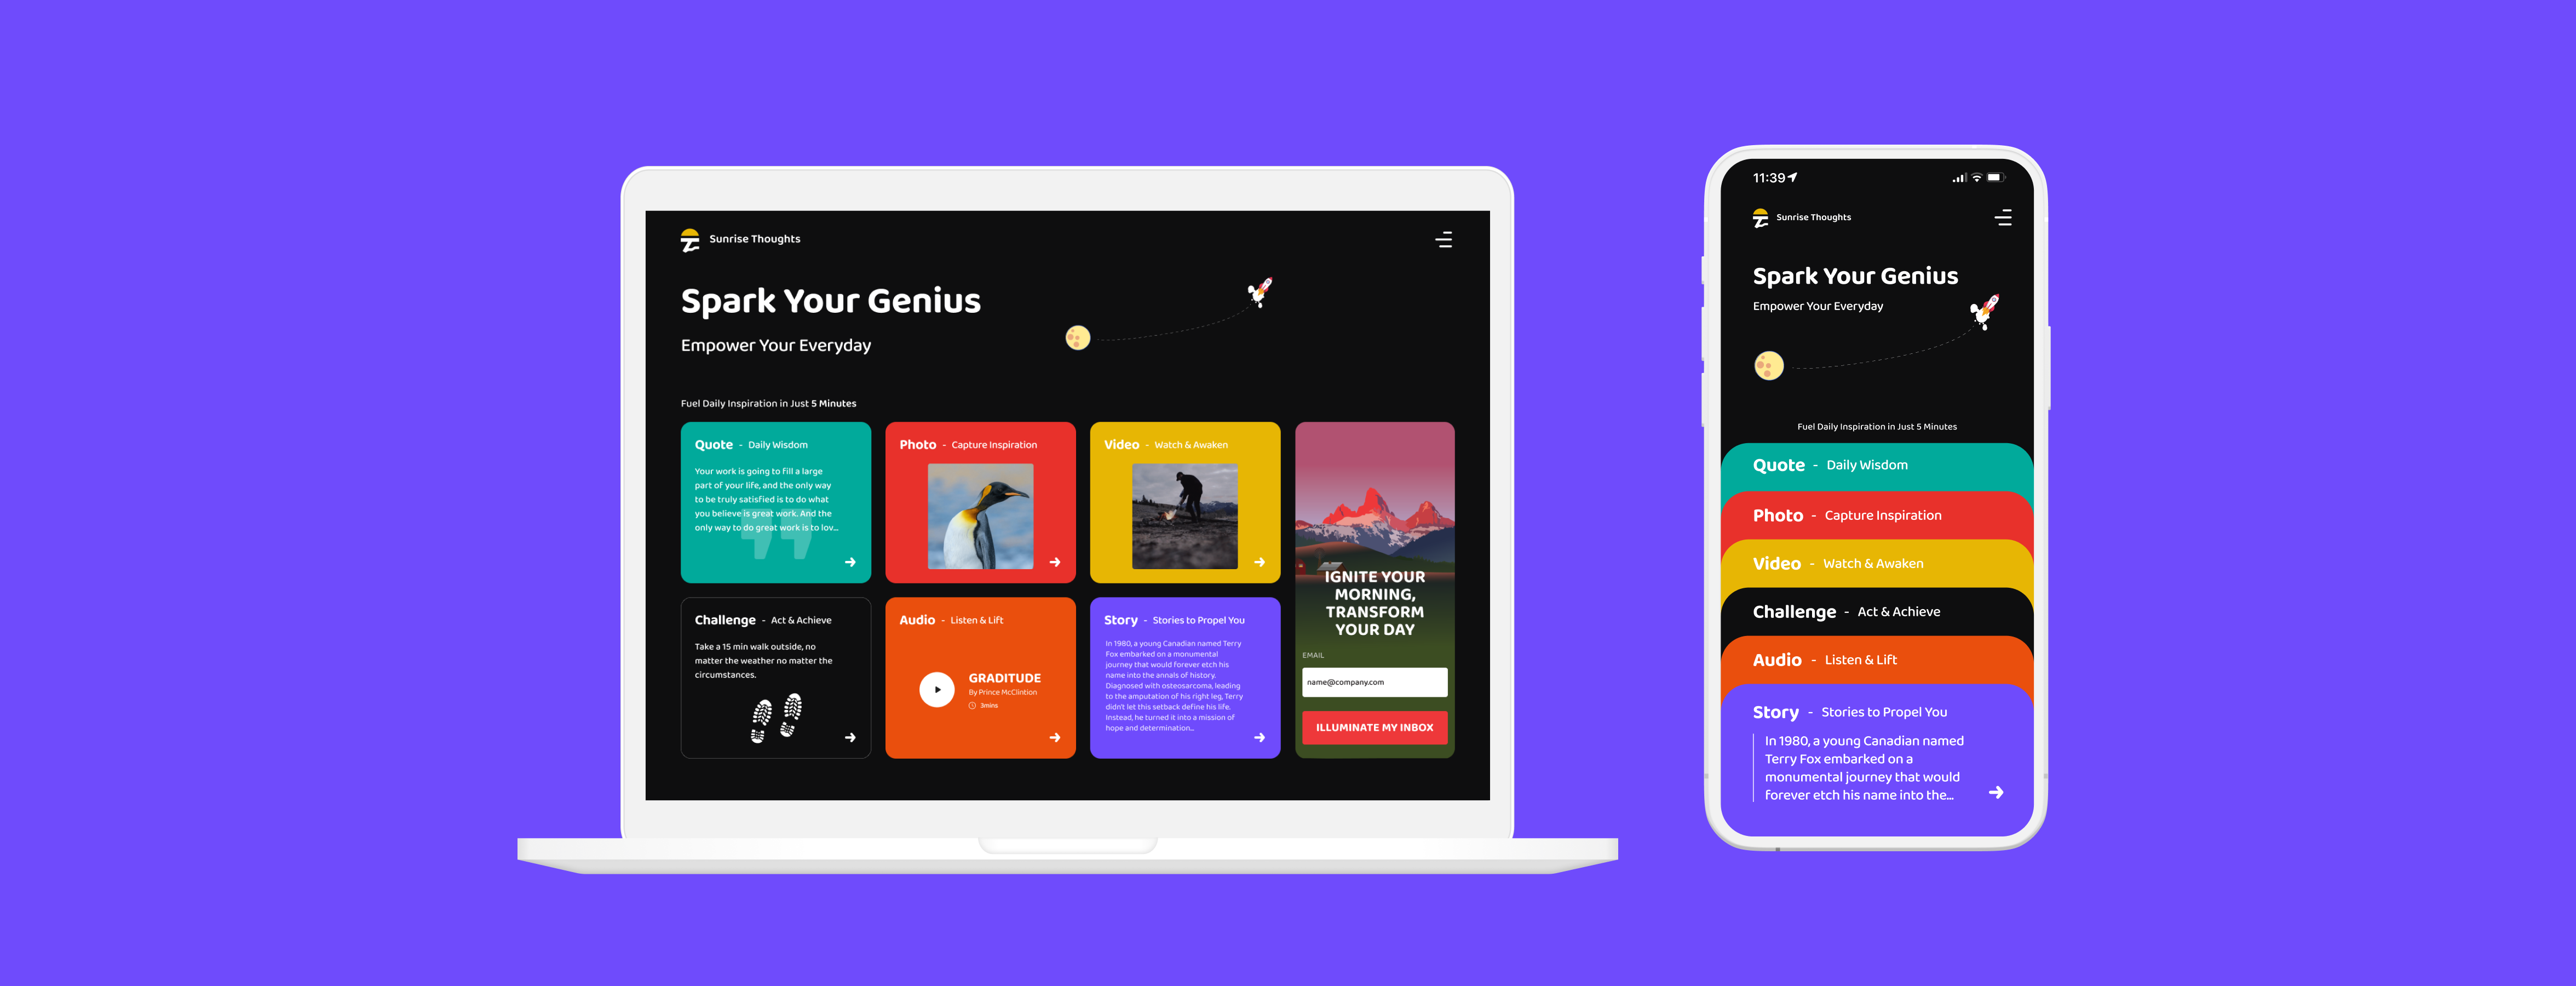 Sunrise Thoughts
Spark Your Genius
Empower Your Everyday
Fuel Daily Inspiration in Just 5 Minutes
Quote - Daily Wisdom
Your work is going to fill a large
part of your life, and the only way
to be truly satisfied is to do what
you believe is great work. And the
only way to do great work is to lov...
Photo - Capture Inspiration
Video - Watch & Awaken
Challenge - Act & Achieve
Take a 15 min walk outside, no
matter the weather no matter the
circumstances.
Audio - Listen & Lift
GRADITUDE
By Prince McClintion
3mins
Story - Stories to Propel You
In 1980, a young Canadian named Terry
Fox embarked on a monumental
journey that would forever etch his
name into the annals of history.
Diagnosed with osteosarcoma, leading
to the amputation of his right leg, Terry
didn't let this setback define his life.
Instead, he turned it into a mission of
hope and determination...
IGNITE YOUR
MORNING,
TRANSFORM
YOUR DAY
EMAIL
name@company.com
ILLUMINATE MY INBOX
11:39
Sunrise Thoughts
Spark Your Genius
Empower Your Everyday
Fuel Daily Inspiration in Just 5 Minutes
Quote - Daily Wisdom
Photo - Capture Inspiration
Video - Watch & Awaken
Challenge - Act & Achieve
Audio - Listen & Lift
Story - Stories to Propel You
In 1980, a young Canadian named
Terry Fox embarked on a
monumental journey that would
forever etch his name into the...